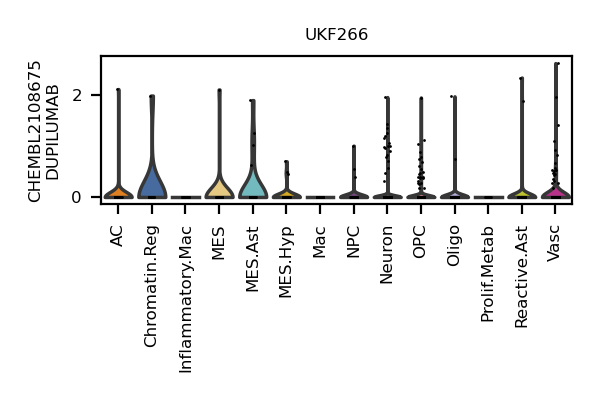 UKF266
CHEMBL2108675
DUPILUMAB
2
0
AC
Chromatin.Reg
Inflammatory.Mac
MES
MES.Ast
MES.Hyp
Mac
NPC
Neuron
OPC
Oligo
Prolif.Metab
Reactive.Ast
Vasc